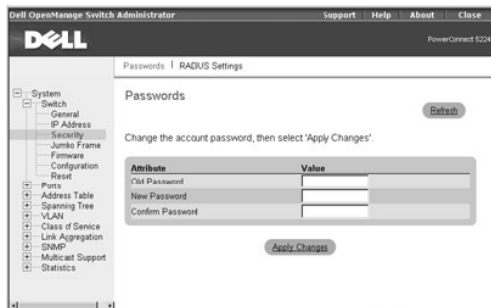 Dell OpenManage Switch Administrator Support Help About Close
DELL
PowerConnect 5224
Passwords | RADIUS Settings
System
Switch
General
IP Address
Security
Jumbo Frame
Firmware
Configuration
Reset
Ports
Address Table
Spanning Tree
VLAN
Class of Service
Link Aggregation
SNMP
Multicast Support
Statistics
Passwords
Refresh
Change the account password, then select 'Apply Changes'.
Attribute Value
Old Password
New Password
Confirm Password
Apply Changes